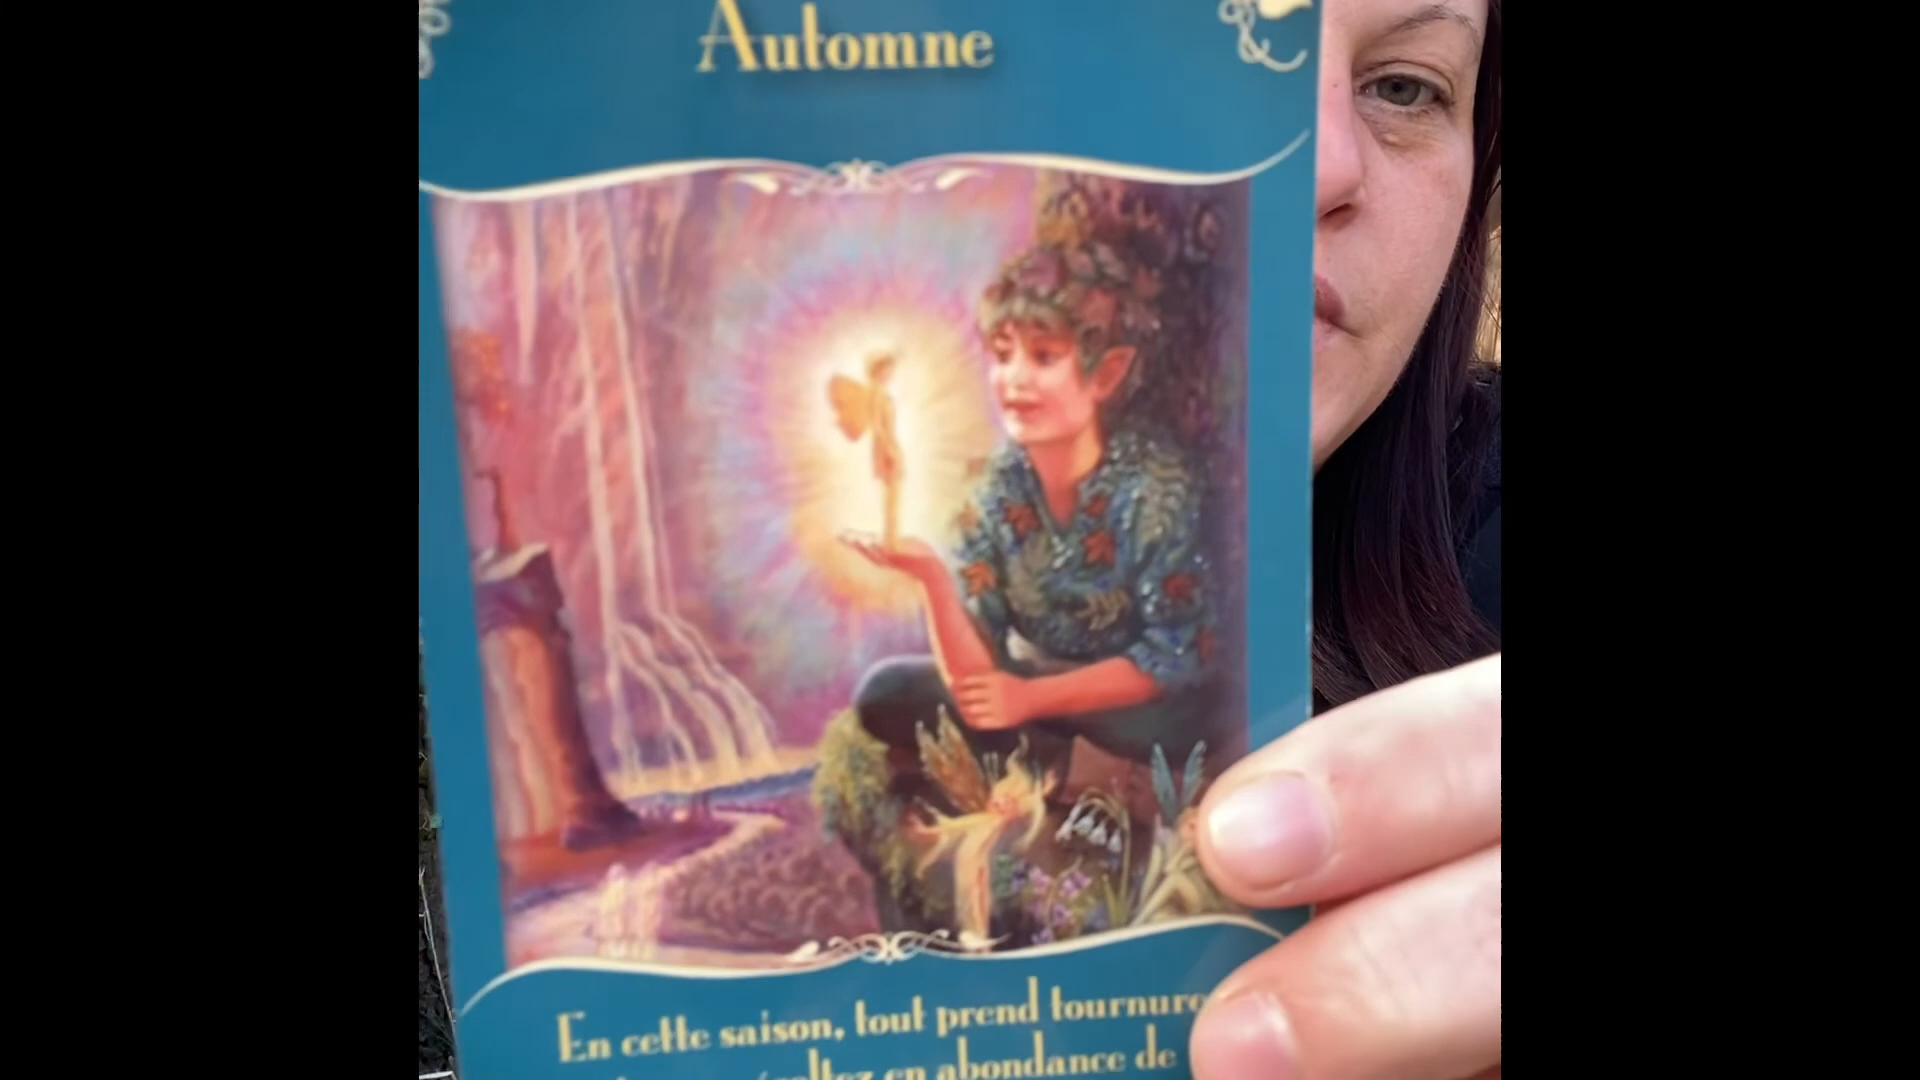 Automne
En cette saison, tout prend tournure
en abondance de